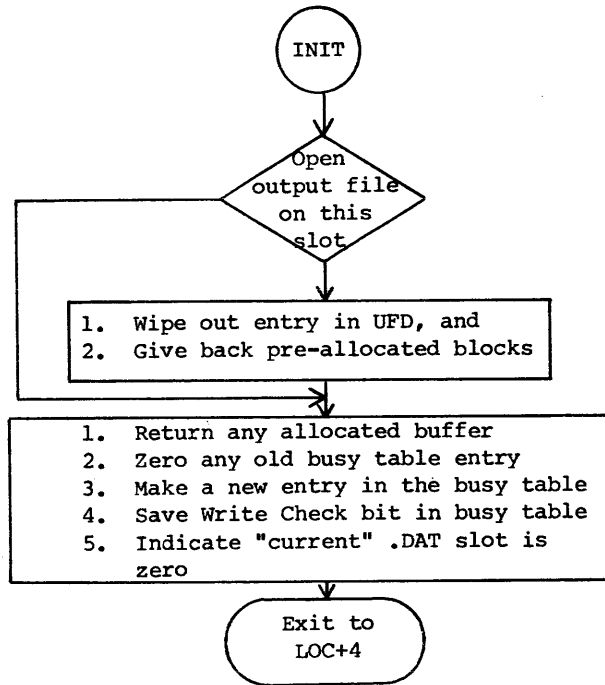 INIT
Open
output file
on this
slot
1. Wipe out entry in UFD, and
2. Give back pre-allocated blocks
1. Return any allocated buffer
2. Zero any old busy table entry
3. Make a new entry in the busy table
4. Save Write Check bit in busy table
5. Indicate "current" .DAT slot is
zero
Exit to
LOC+4